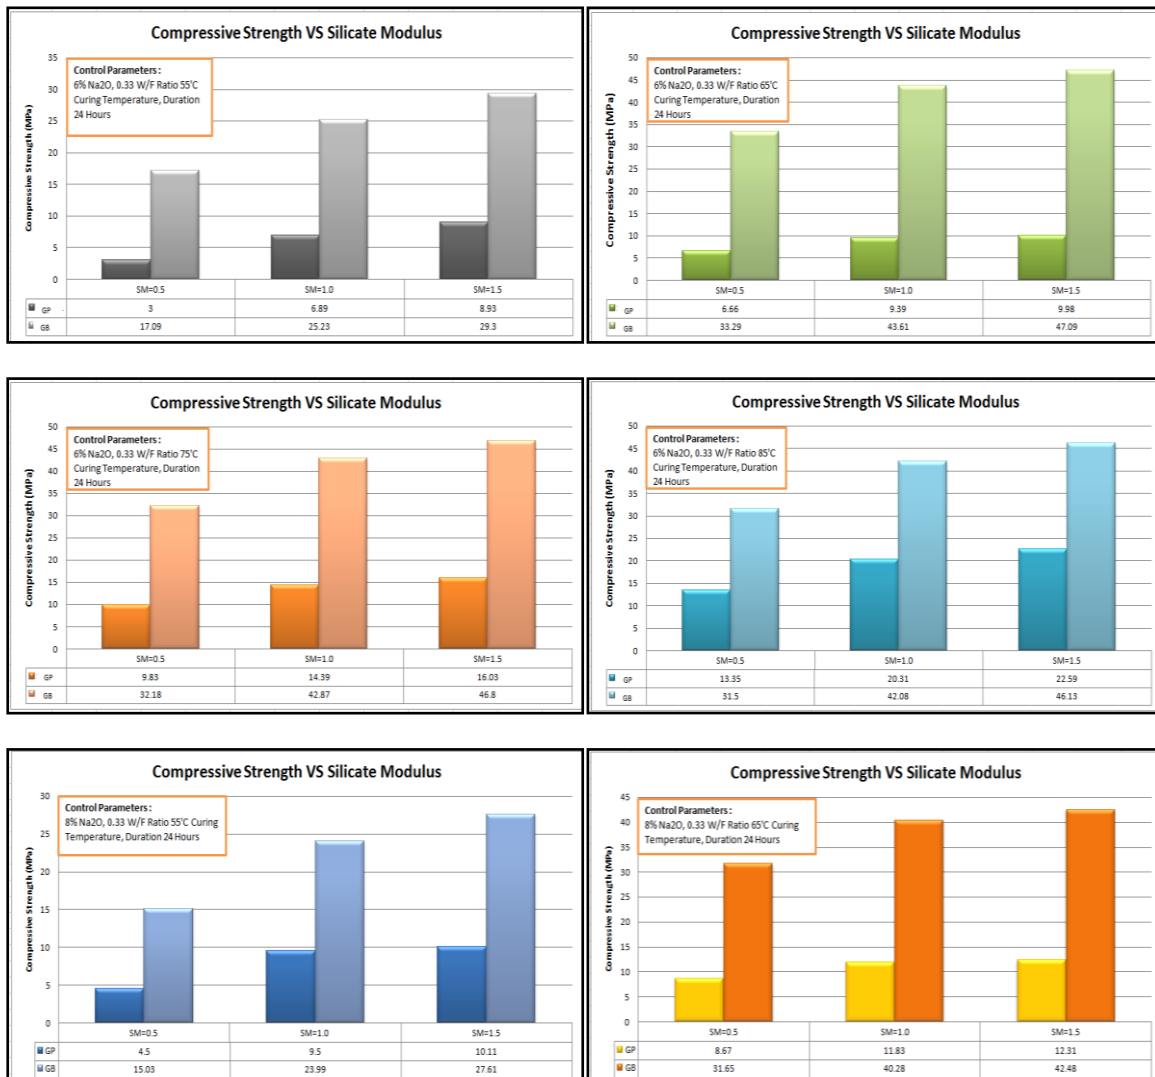 Compressive Strength VS Silicate Modulus
Control Parameters :
6% Na2O, 0.33 W/F Ratio 55'C
Curing Temperature, Duration
24 Hours
Compressive Strength (MPa)
35
30
25
20
15
10
5
0
SM=0.5 SM=1.0 SM=1.5
GP 3 6.89 8.93
GB 17.09 25.23 29.3
Compressive Strength VS Silicate Modulus
Control Parameters :
6% Na2O, 0.33 W/F Ratio 65'C
Curing Temperature, Duration
24 Hours
Compressive Strength (MPa)
50
45
40
35
30
25
20
15
10
5
0
SM=0.5 SM=1.0 SM=1.5
GP 6.66 9.39 9.98
GB 33.29 43.61 47.09
Compressive Strength VS Silicate Modulus
Control Parameters :
6% Na2O, 0.33 W/F Ratio 75'C
Curing Temperature, Duration
24 Hours
Compressive Strength (MPa)
50
45
40
35
30
25
20
15
10
5
0
SM=0.5 SM=1.0 SM=1.5
GP 9.83 14.39 16.03
GB 32.18 42.87 46.8
Compressive Strength VS Silicate Modulus
Control Parameters :
6% Na2O, 0.33 W/F Ratio 85'C
Curing Temperature, Duration
24 Hours
Compressive Strength (MPa)
50
45
40
35
30
25
20
15
10
5
0
SM=0.5 SM=1.0 SM=1.5
GP 13.35 20.31 22.59
GB 31.5 42.08 46.13
Compressive Strength VS Silicate Modulus
Control Parameters :
8% Na2O, 0.33 W/F Ratio 55'C Curing
Temperature, Duration 24 Hours
Compressive Strength (MPa)
30
25
20
15
10
5
0
SM=0.5 SM=1.0 SM=1.5
GP 4.5 9.5 10.11
GB 15.03 23.99 27.61
Compressive Strength VS Silicate Modulus
Control Parameters :
8% Na2O, 0.33 W/F Ratio 65'C Curing
Temperature, Duration 24 Hours
Compressive Strength (MPa)
45
40
35
30
25
20
15
10
5
0
SM=0.5 SM=1.0 SM=1.5
GP 8.67 11.83 12.31
GB 31.65 40.28 42.48